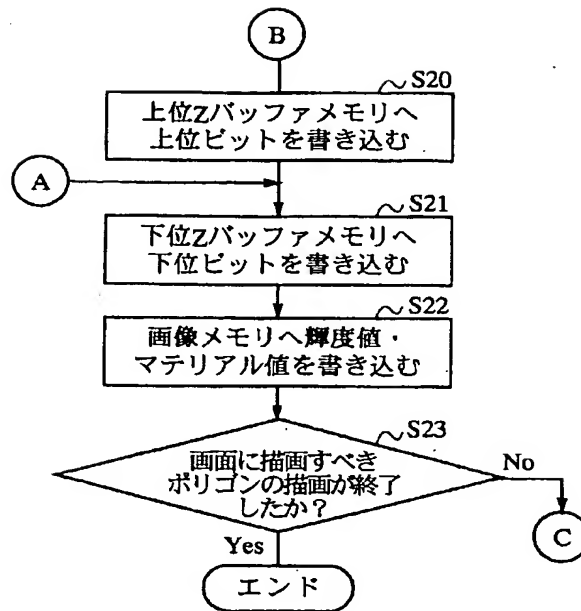 B
S20
上位Zバッファメモリへ
上位ビットを書き込む
A
S21
下位Zバッファメモリへ
下位ビットを書き込む
S22
画像メモリへ輝度値・
マテリアル値を書き込む
S23
画面に描画すべき
ポリゴンの描画が終了
したか？
No
Yes
C
エンド